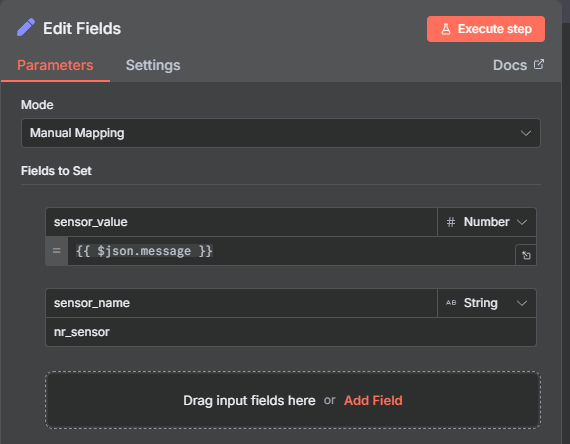 Edit Fields
Execute step
Parameters Settings Docs
Mode
Manual Mapping
Fields to Set
sensor_value # Number
= {{ $json.message }}
sensor_name AB String
nr_sensor
Drag input fields here or Add Field